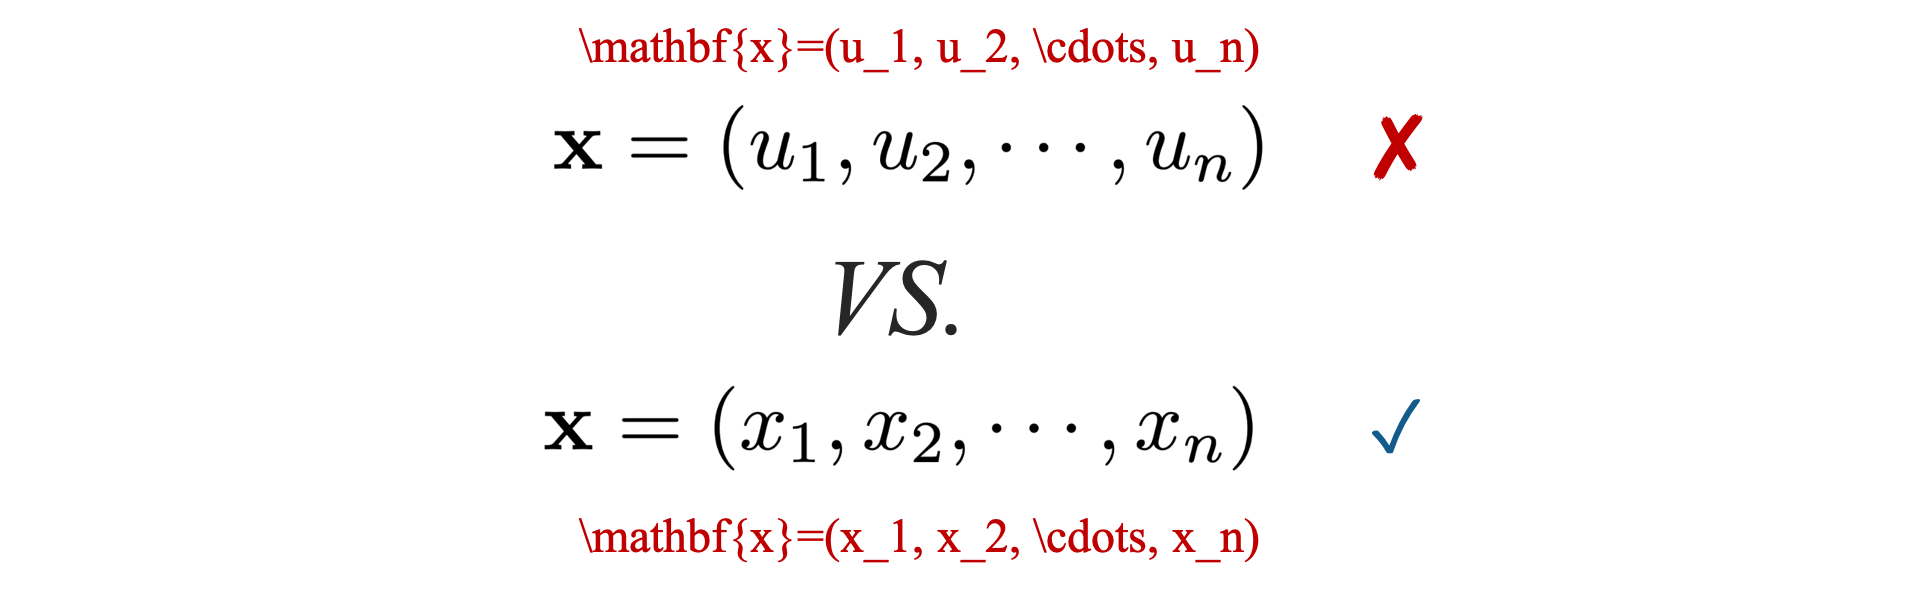 \mathbf{x}=(u_1, u_2, \cdots, u_n)
𝐱 = (u₁, u₂, ⋯ , uₙ) ✗
VS.
𝐱 = (x₁, x₂, ⋯ , xₙ) ✓
\mathbf{x}=(x_1, x_2, \cdots, x_n)